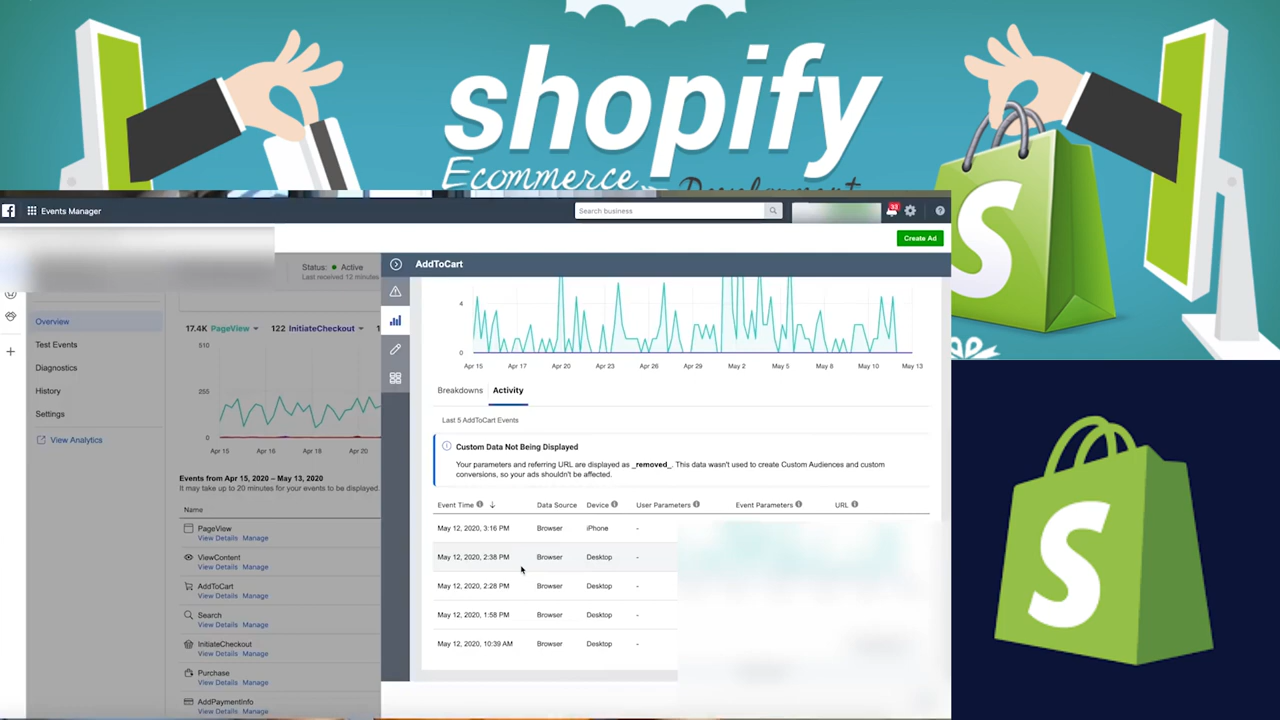 shopify
Ecommerce
Development
Events Manager
Search business
33
Create Ad
Status: Active
Last received 12 minutes
AddToCart
Overview
Test Events
Diagnostics
History
Settings
View Analytics
17.4K PageView
122 InitiateCheckout
510
255
0
Apr 15
Apr 16
Apr 18
Apr 20
Events from Apr 15, 2020 – May 13, 2020
It may take up to 20 minutes for your events to be displayed.
Name
PageView
View Details Manage
ViewContent
View Details Manage
AddToCart
View Details Manage
Search
View Details Manage
InitiateCheckout
View Details Manage
Purchase
View Details Manage
AddPaymentInfo
View Details Manage
4
0
Apr 15
Apr 17
Apr 20
Apr 23
Apr 26
Apr 29
May 2
May 5
May 7
May 10
May 13
Breakdowns Activity
Last 5 AddToCart Events
Custom Data Not Being Displayed
Your parameters and referring URL are displayed as _removed_. This data wasn't used to create Custom Audiences and custom
conversions, so your ads shouldn't be affected.
Event Time Data Source Device User Parameters Event Parameters URL
May 12, 2020, 3:16 PM Browser iPhone -
May 12, 2020, 2:38 PM Browser Desktop -
May 12, 2020, 2:28 PM Browser Desktop -
May 12, 2020, 1:58 PM Browser Desktop -
May 12, 2020, 10:39 AM Browser Desktop -